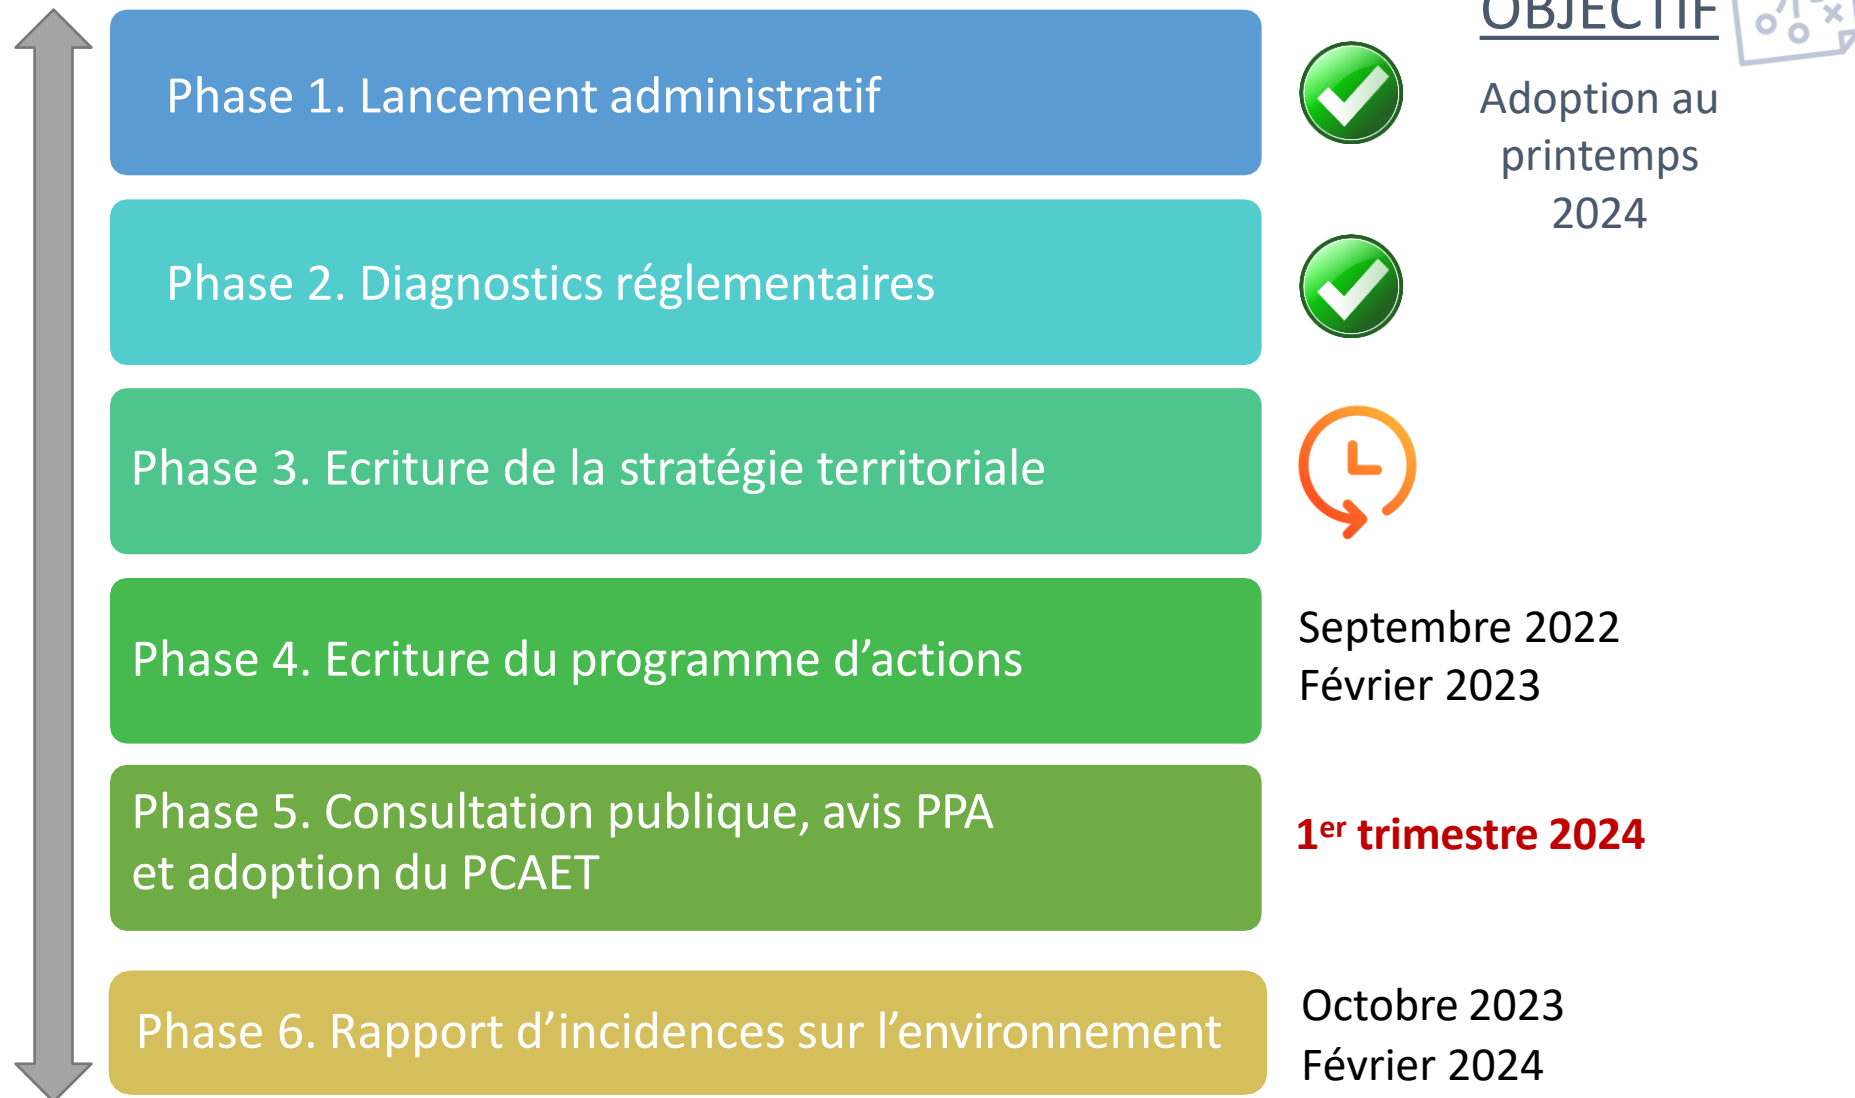 OBJECTIF
Adoption au
printemps
2024
Phase 1. Lancement administratif
Phase 2. Diagnostics réglementaires
Phase 3. Ecriture de la stratégie territoriale
Phase 4. Ecriture du programme d’actions
Septembre 2022
Février 2023
Phase 5. Consultation publique, avis PPA
et adoption du PCAET
1er trimestre 2024
Phase 6. Rapport d’incidences sur l’environnement
Octobre 2023
Février 2024